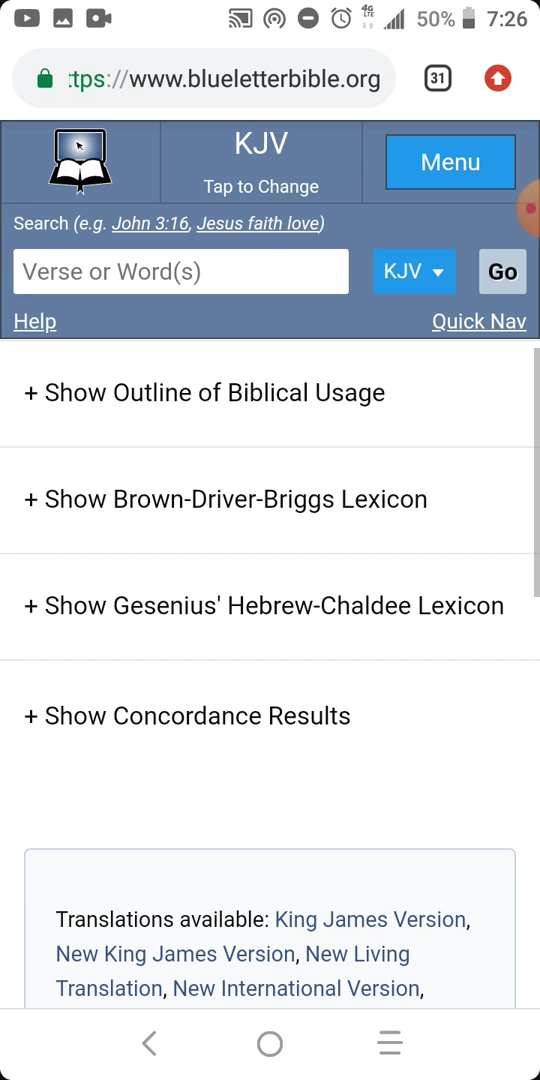 4G
LTE
50%
7:26
ttps://www.blueletterbible.org
31
KJV
Tap to Change
Menu
Search (e.g. John 3:16, Jesus faith love)
Verse or Word(s)
KJV
Go
Help
Quick Nav
+ Show Outline of Biblical Usage
+ Show Brown-Driver-Briggs Lexicon
+ Show Gesenius' Hebrew-Chaldee Lexicon
+ Show Concordance Results
Translations available: King James Version,
New King James Version, New Living
Translation, New International Version,